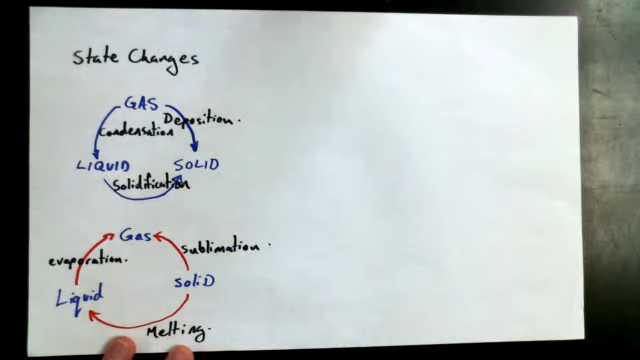 State Changes
GAS
Deposition.
Condensation
LIQUID SOLID
Solidification
Gas
sublimation.
evaporation.
SoliD
Liquid
Melting.